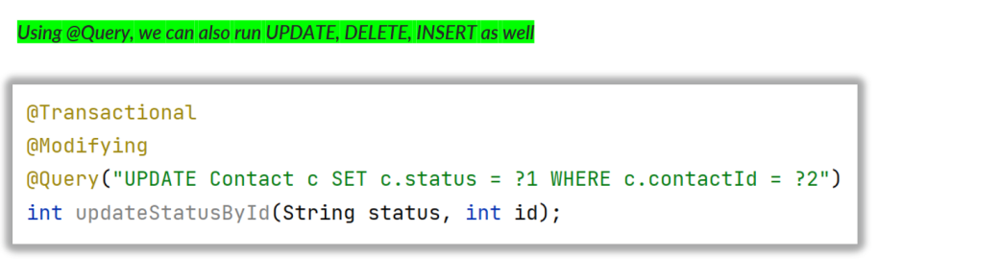 Using @Query, we can also run UPDATE, DELETE, INSERT as well
@Transactional
@Modifying
@Query("UPDATE Contact c SET c.status = ?1 WHERE c.contactId = ?2")
int updateStatusById(String status, int id);